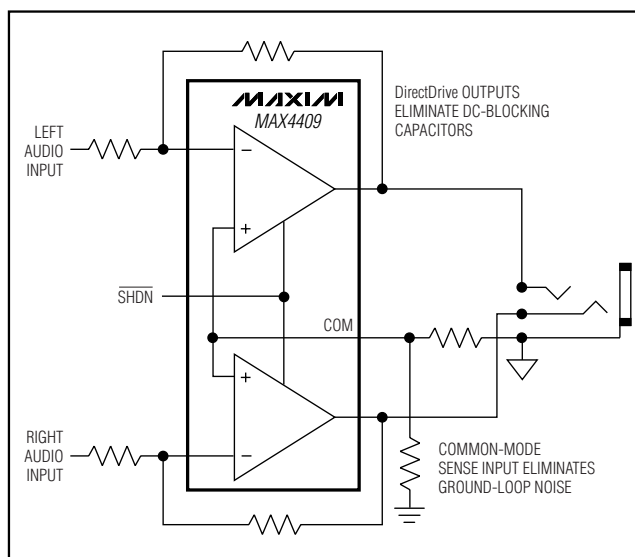 MAXIM
MAX4409
DirectDrive OUTPUTS
ELIMINATE DC-BLOCKING
CAPACITORS
LEFT
AUDIO
INPUT
−
+
SHDN
COM
+
−
RIGHT
AUDIO
INPUT
COMMON-MODE
SENSE INPUT ELIMINATES
GROUND-LOOP NOISE